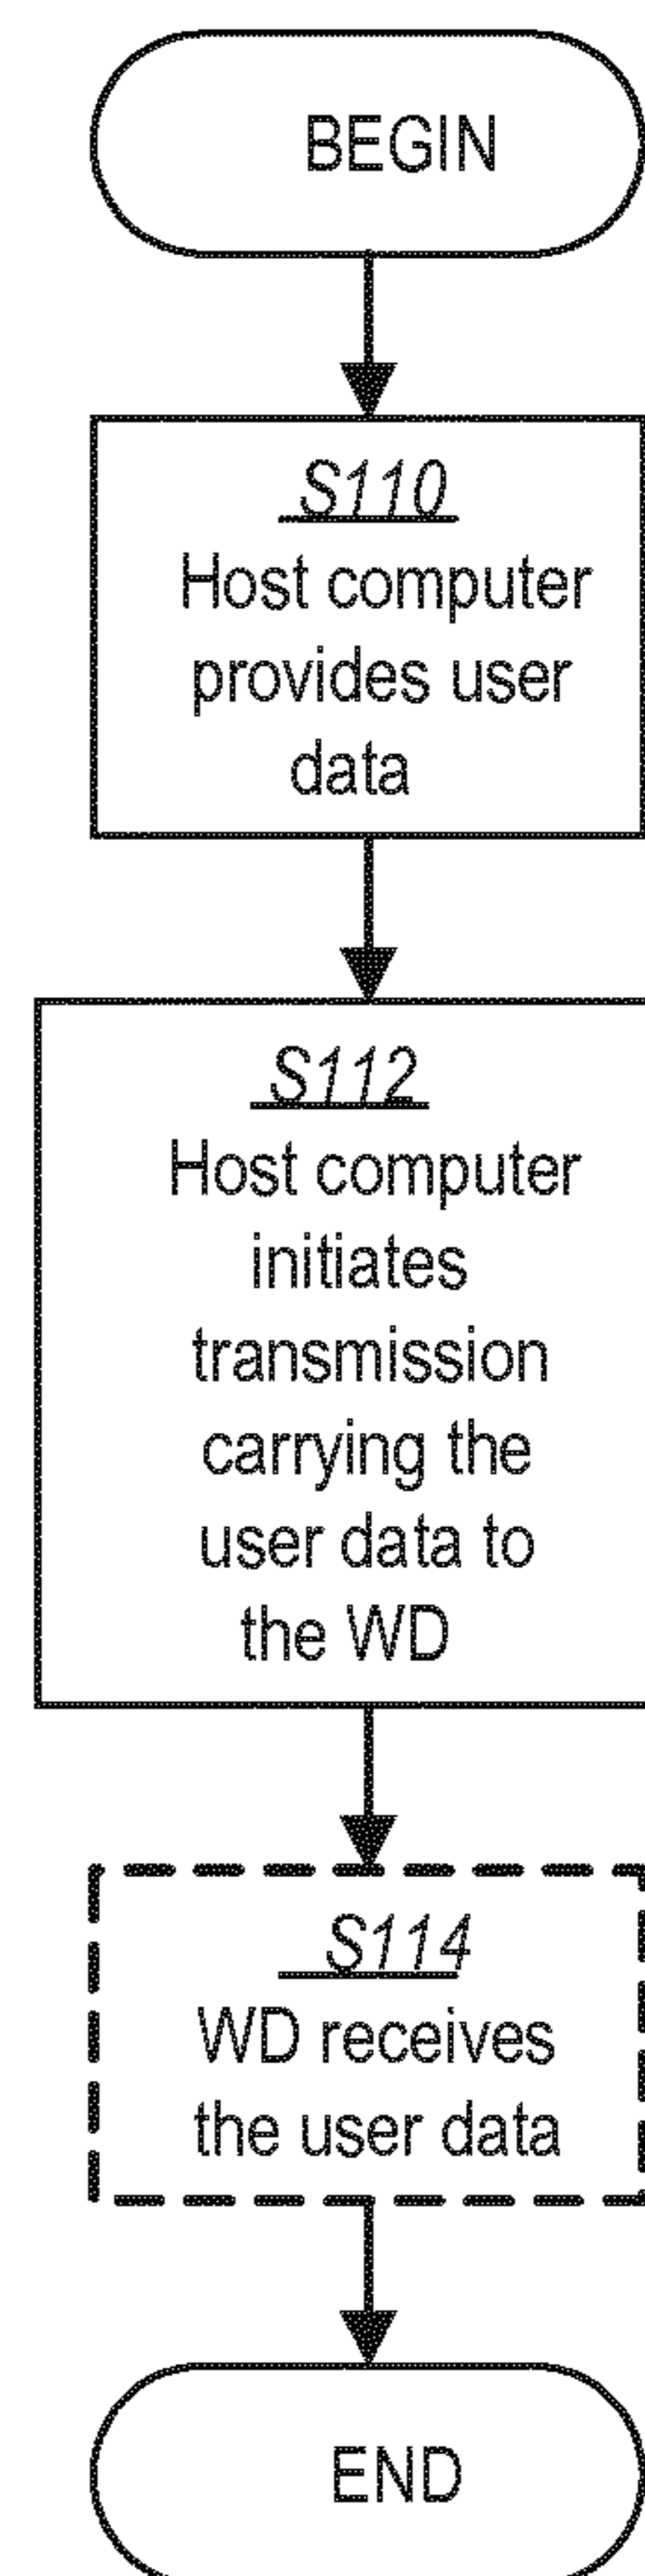 BEGIN
S110
Host computer
provides user
data
S112
Host computer
initiates
transmission
carrying the
user data to
the WD
S114
WD receives
the user data
END